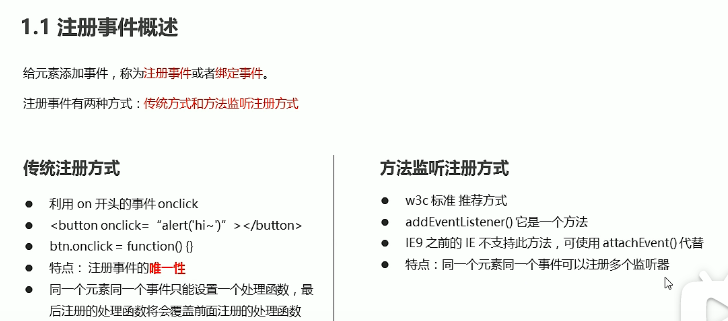 1.1 注册事件概述
给元素添加事件，称为注册事件或者绑定事件。
注册事件有两种方式：传统方式和方法监听注册方式
传统注册方式
● 利用 on 开头的事件 onclick
● <button onclick= “alert('hi~')” ></button>
● btn.onclick = function() {}
● 特点： 注册事件的唯一性
● 同一个元素同一个事件只能设置一个处理函数，最
后注册的处理函数将会覆盖前面注册的处理函数
方法监听注册方式
● w3c 标准 推荐方式
● addEventListener() 它是一个方法
● IE9 之前的 IE 不支持此方法，可使用 attachEvent() 代替
● 特点：同一个元素同一个事件可以注册多个监听器